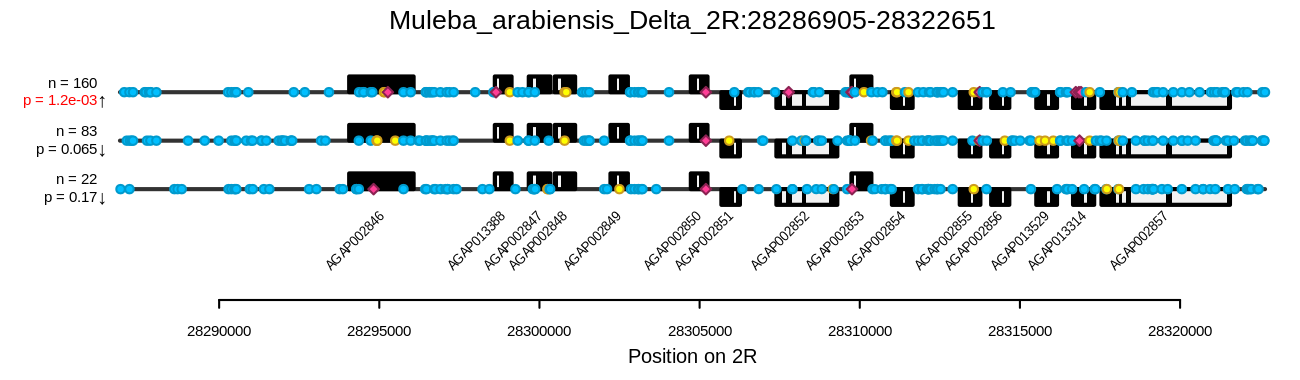 Muleba_arabiensis_Delta_2R:28286905-28322651
n = 160
p = 1.2e-03↑
n = 83
p = 0.065↓
n = 22
p = 0.17↓
AGAP002846
AGAP013388
AGAP002847
AGAP002848
AGAP002849
AGAP002850
AGAP002851
AGAP002852
AGAP002853
AGAP002854
AGAP002855
AGAP002856
AGAP013529
AGAP013314
AGAP002857
28290000 28295000 28300000 28305000 28310000 28315000 28320000
Position on 2R